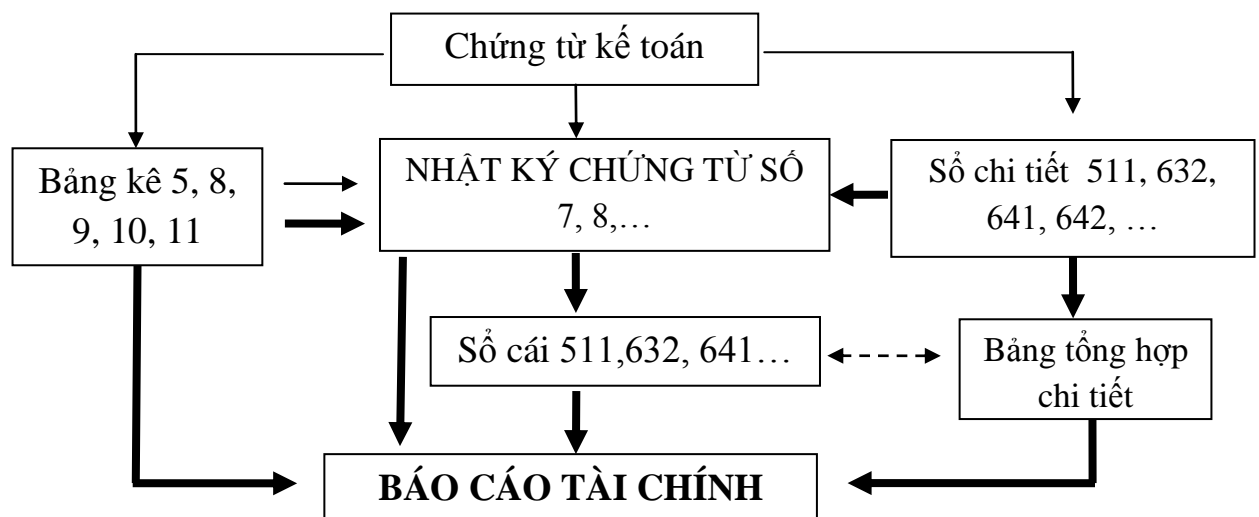 Chứng từ kế toán
Bảng kê 5, 8,
9, 10, 11
NHẬT KÝ CHỨNG TỪ SỐ
7, 8,…
Sổ chi tiết 511, 632,
641, 642, …
Sổ cái 511,632, 641…
Bảng tổng hợp
chi tiết
BÁO CÁO TÀI CHÍNH